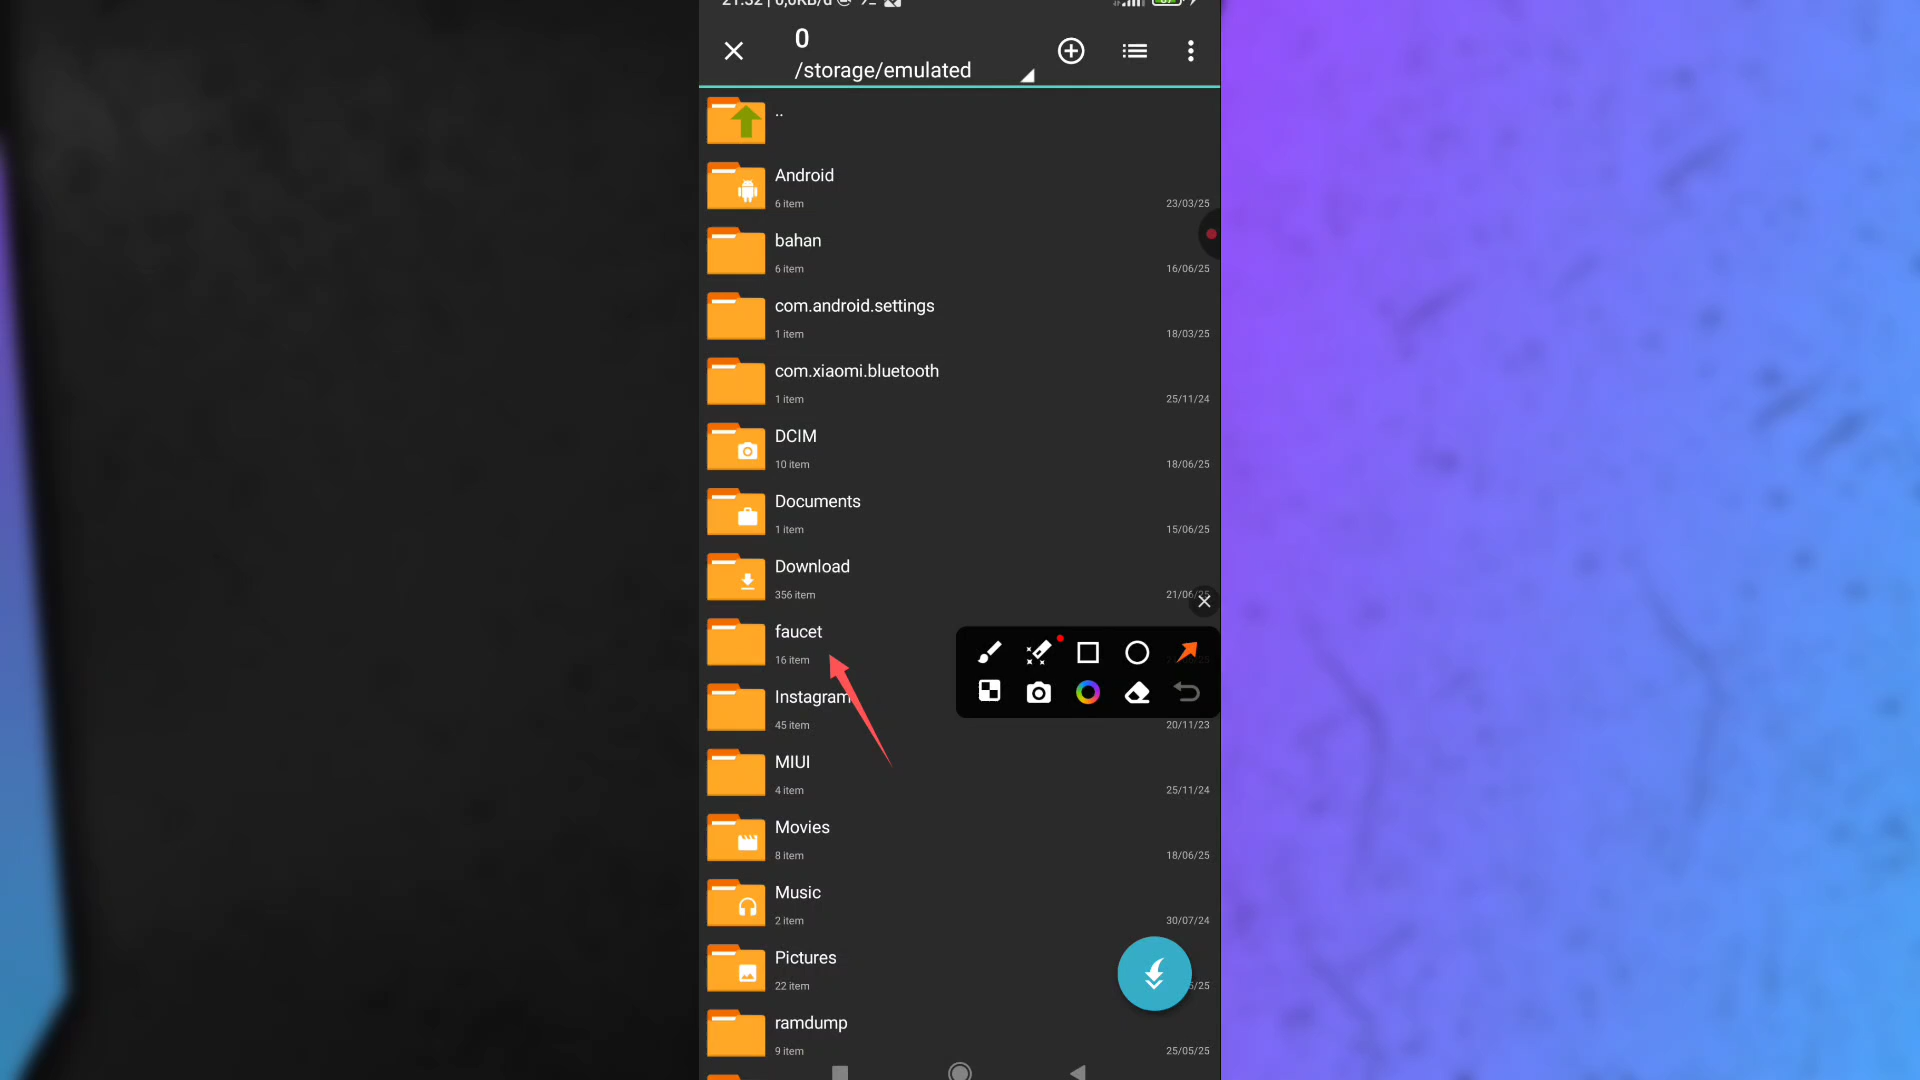 0
/storage/emulated
..
Android
6 item
23/03/25
bahan
6 item
16/06/25
com.android.settings
1 item
18/03/25
com.xiaomi.bluetooth
1 item
25/11/24
DCIM
10 item
18/06/25
Documents
1 item
15/06/25
Download
356 item
21/06/25
faucet
16 item
Instagram
45 item
20/11/23
MIUI
4 item
25/11/24
Movies
8 item
18/06/25
Music
2 item
30/07/24
Pictures
22 item
ramdump
9 item
25/05/25